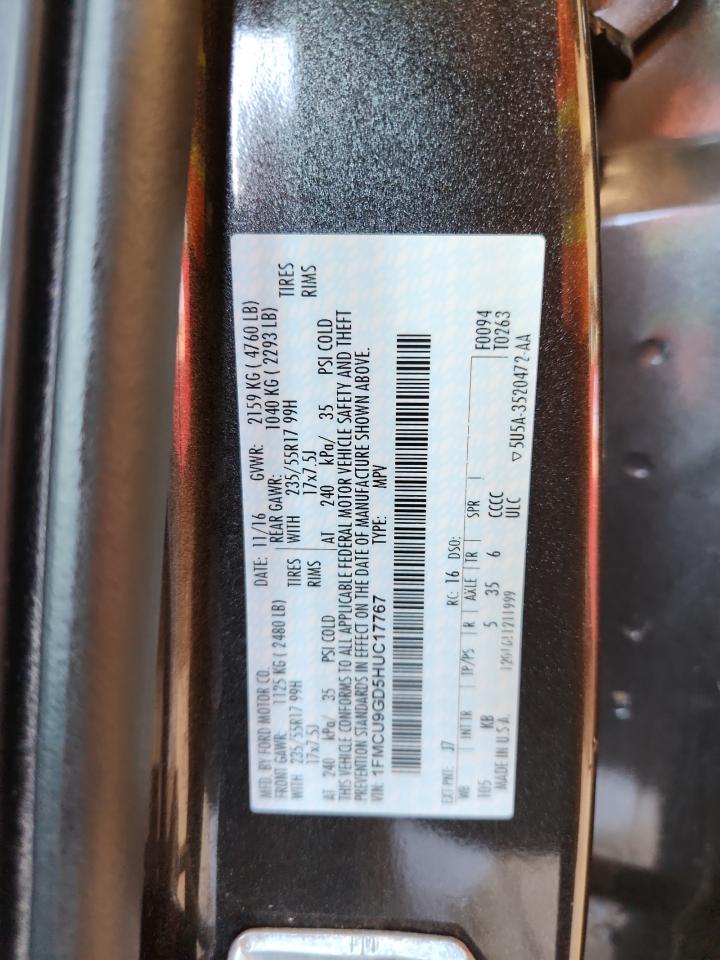 MFD. BY FORD MOTOR CO. DATE: 11/16 GVWR: 2159 KG ( 4760 LB)
FRONT GAWR: 1125 KG ( 2480 LB) REAR GAWR: 1040 KG ( 2293 LB)
WITH 235/55R17 99H TIRES WITH 235/55R17 99H TIRES
17x7.5J RIMS 17x7.5J RIMS
AT 240 kPa/ 35 PSI COLD AT 240 kPa/ 35 PSI COLD
THIS VEHICLE CONFORMS TO ALL APPLICABLE FEDERAL MOTOR VEHICLE SAFETY AND THEFT
PREVENTION STANDARDS IN EFFECT ON THE DATE OF MANUFACTURE SHOWN ABOVE.
VIN: 1FMCU9GD5HUC17767 TYPE: MPV
EXT PNT: J7 RC: 16 DSO: F0094
WB INT TR TP/PS R AXLE TR SPR T0263
105 KB 5 35 6 CCCC
MADE IN U.S.A. ULC
▽5U5A-3520472-AA